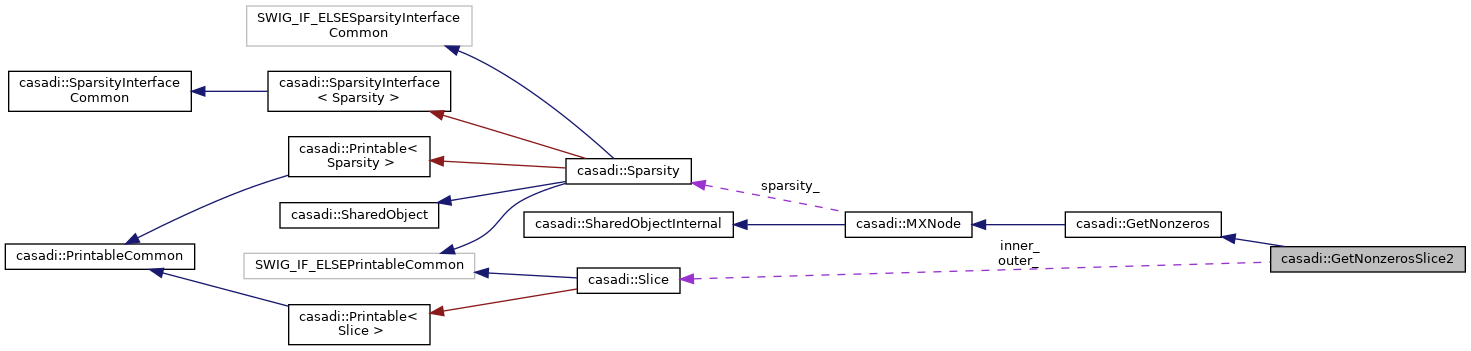 SWIG_IF_ELSESparsityInterface
Common
casadi::SparsityInterface
Common
casadi::SparsityInterface
< Sparsity >
casadi::Printable<
Sparsity >
casadi::Sparsity
sparsity_
casadi::SharedObject
casadi::SharedObjectInternal
casadi::MXNode
casadi::GetNonzeros
casadi::PrintableCommon
SWIG_IF_ELSEPrintableCommon
inner_
outer_
casadi::GetNonzerosSlice2
casadi::Slice
casadi::Printable<
Slice >